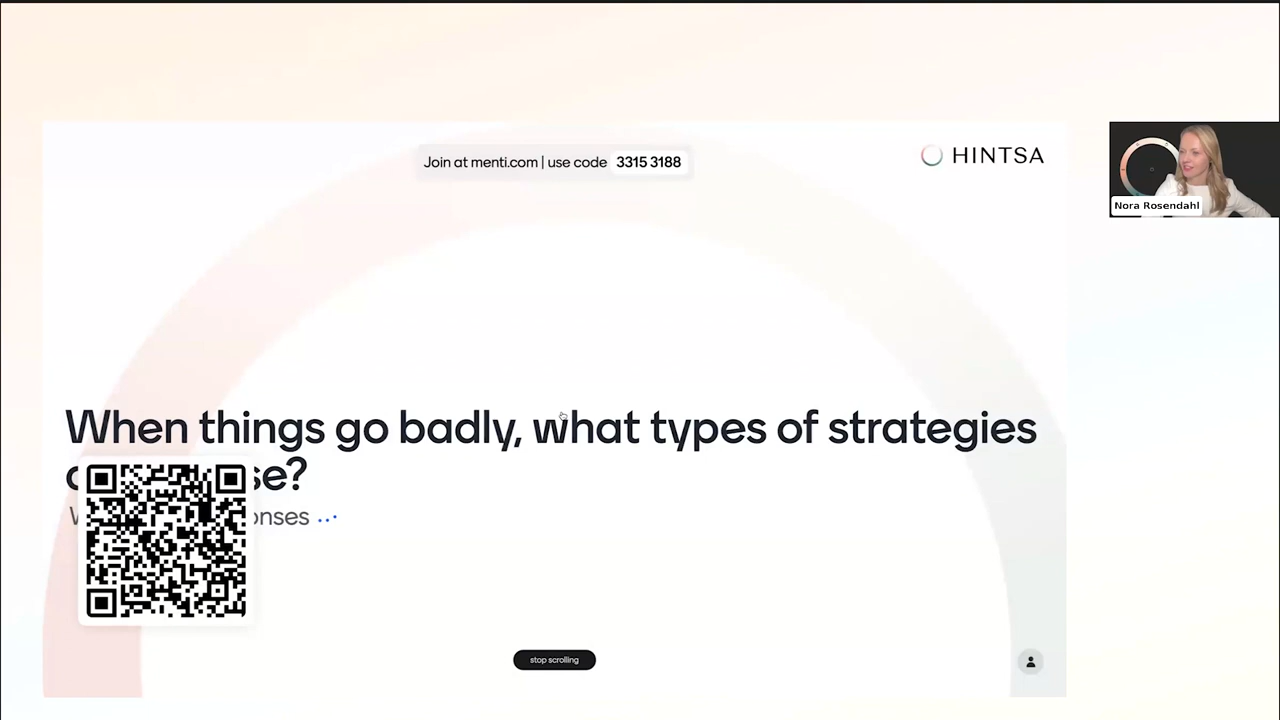 Join at menti.com | use code 3315 3188
HINTSA
Nora Rosendahl
When things go badly, what types of strategies
se?
onses
stop scrolling